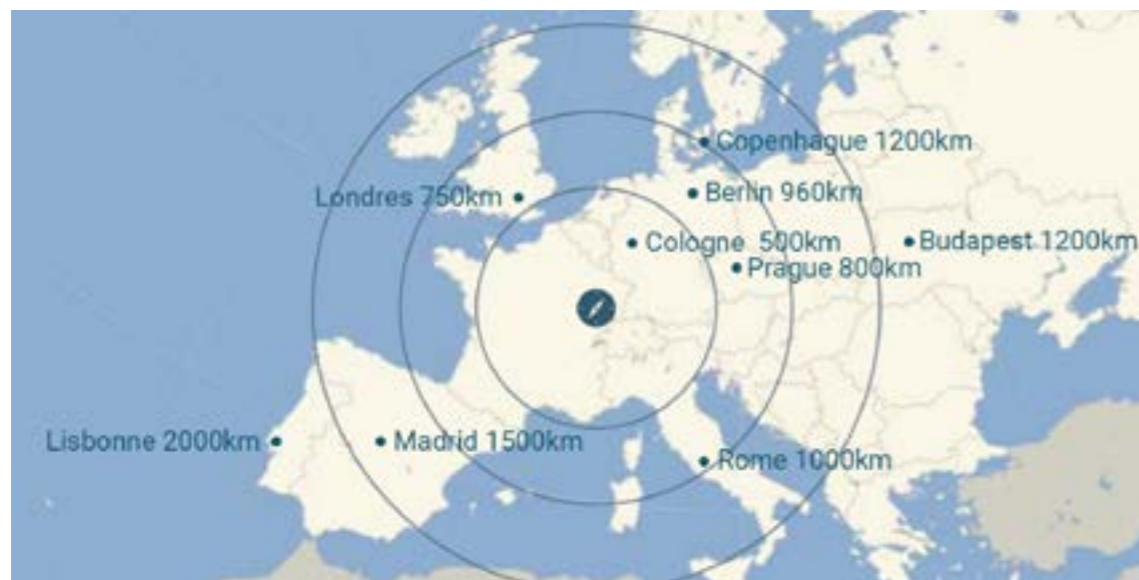 Copenhague 1200km
Berlin 960km
Londres 750km
Cologne 500km
Budapest 1200km
Prague 800km
Lisbonne 2000km
Madrid 1500km
Rome 1000km